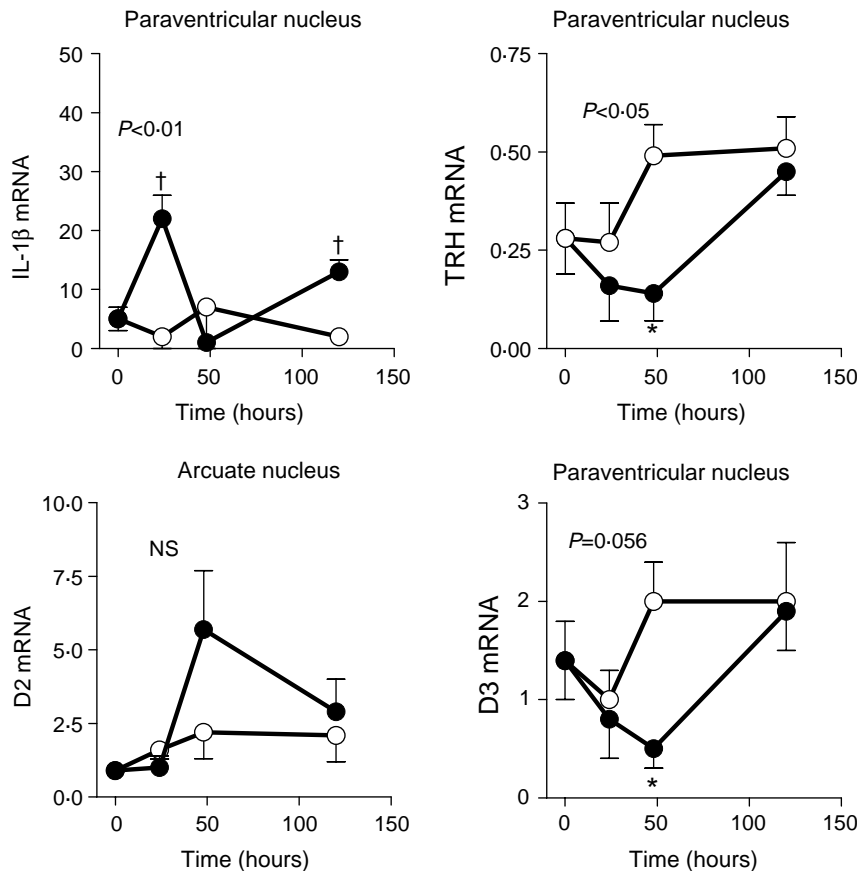 Paraventricular nucleus
50
40
30
20
10
0
IL-1β mRNA
P<0·01
†
†
0 50 100 150
Time (hours)
Paraventricular nucleus
0·75
0·50
0·25
0·00
TRH mRNA
P<0·05
*
0 50 100 150
Time (hours)
Arcuate nucleus
10·0
7·5
5·0
2·5
0·0
D2 mRNA
NS
0 50 100 150
Time (hours)
Paraventricular nucleus
3
2
1
0
D3 mRNA
P=0·056
*
0 50 100 150
Time (hours)